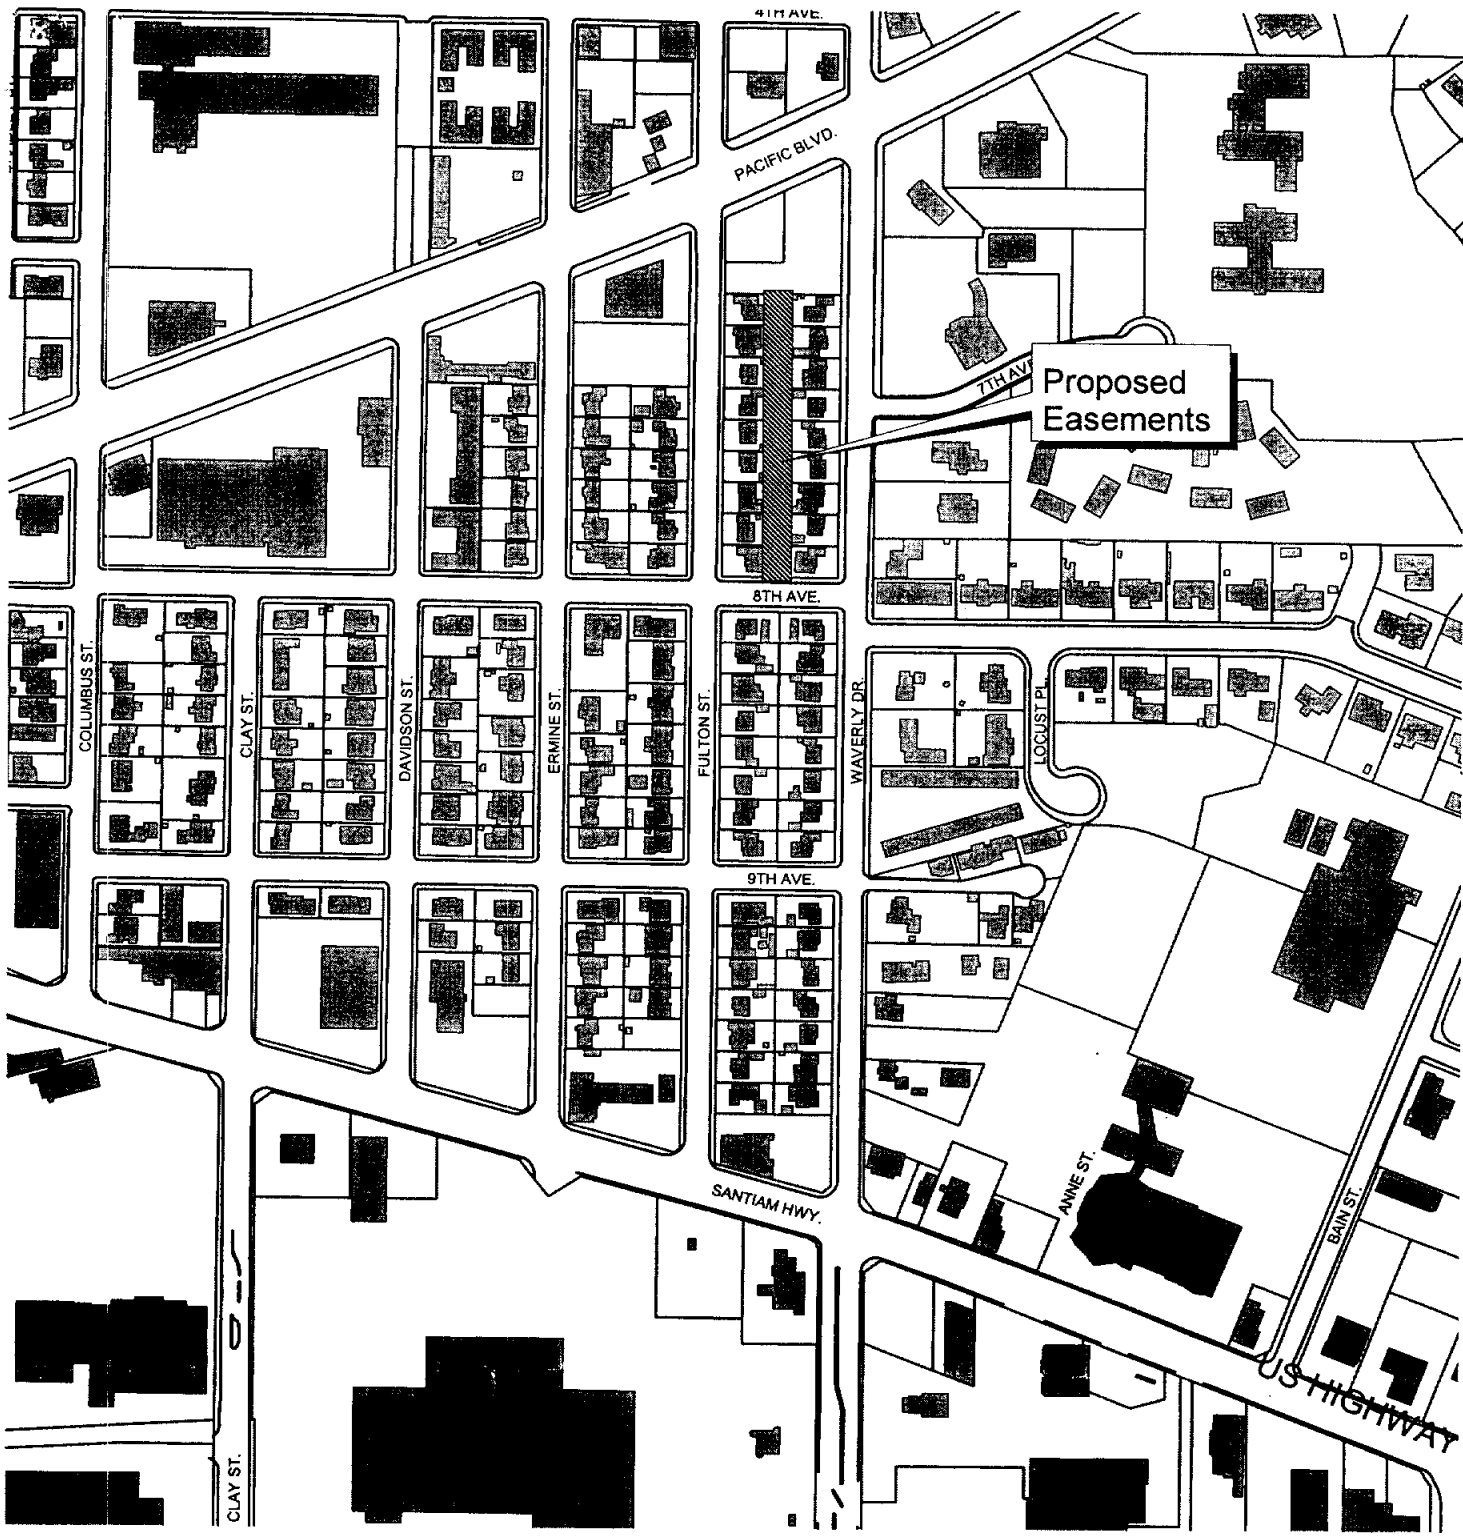 4TH AVE.
PACIFIC BLVD.
7TH AVE
Proposed
Easements
8TH AVE.
COLUMBUS ST.
CLAY ST.
DAVIDSON ST.
ERMINE ST.
FULTON ST.
WAVERLY DR.
LOCUST PL.
9TH AVE.
SANTIAM HWY.
ANNE ST.
BAIN ST.
US HIGHWAY
CLAY ST.